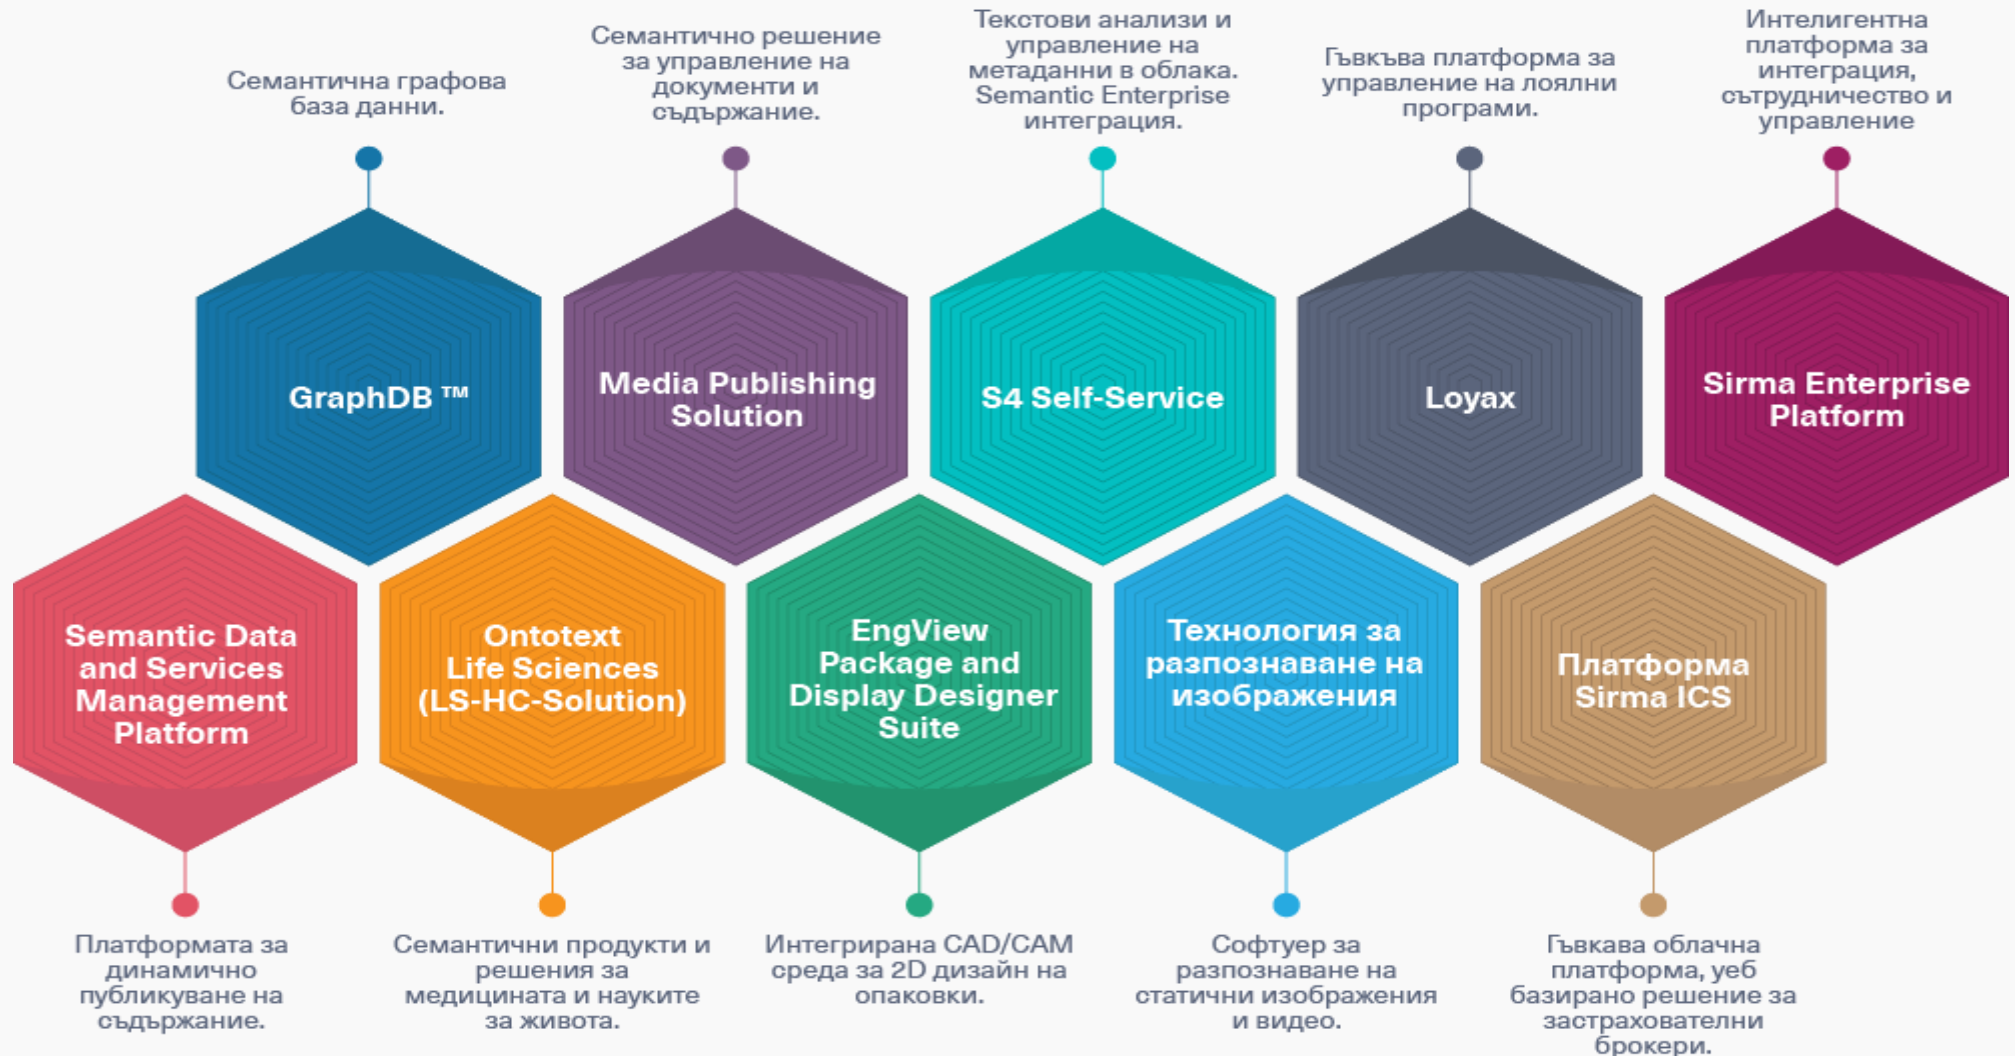 Семантична графова
база данни.
Семантично решение
за управление на
документи и
съдържание.
Текстови анализи и
управление на
метаданни в облака.
Semantic Enterprise
интеграция.
Гъвкъва платформа за
управление на лоялни
програми.
Интелигентна
платформа за
интеграция,
сътрудничество и
управление
GraphDB ™
Media Publishing
Solution
S4 Self-Service
Loyax
Sirma Enterprise
Platform
Semantic Data
and Services
Management
Platform
Ontotext
Life Sciences
(LS-HC-Solution)
EngView
Package and
Display Designer
Suite
Технология за
разпознаване на
изображения
Платформа
Sirma ICS
Платформата за
динамично
публикуване на
съдържание.
Семантични продукти и
решения за
медицината и науките
за живота.
Интегрирана CAD/CAM
среда за 2D дизайн на
опаковки.
Софтуер за
разпознаване на
статични изображения
и видео.
Гъвкава облачна
платформа, уеб
базирано решение за
застрахователни
брокери.